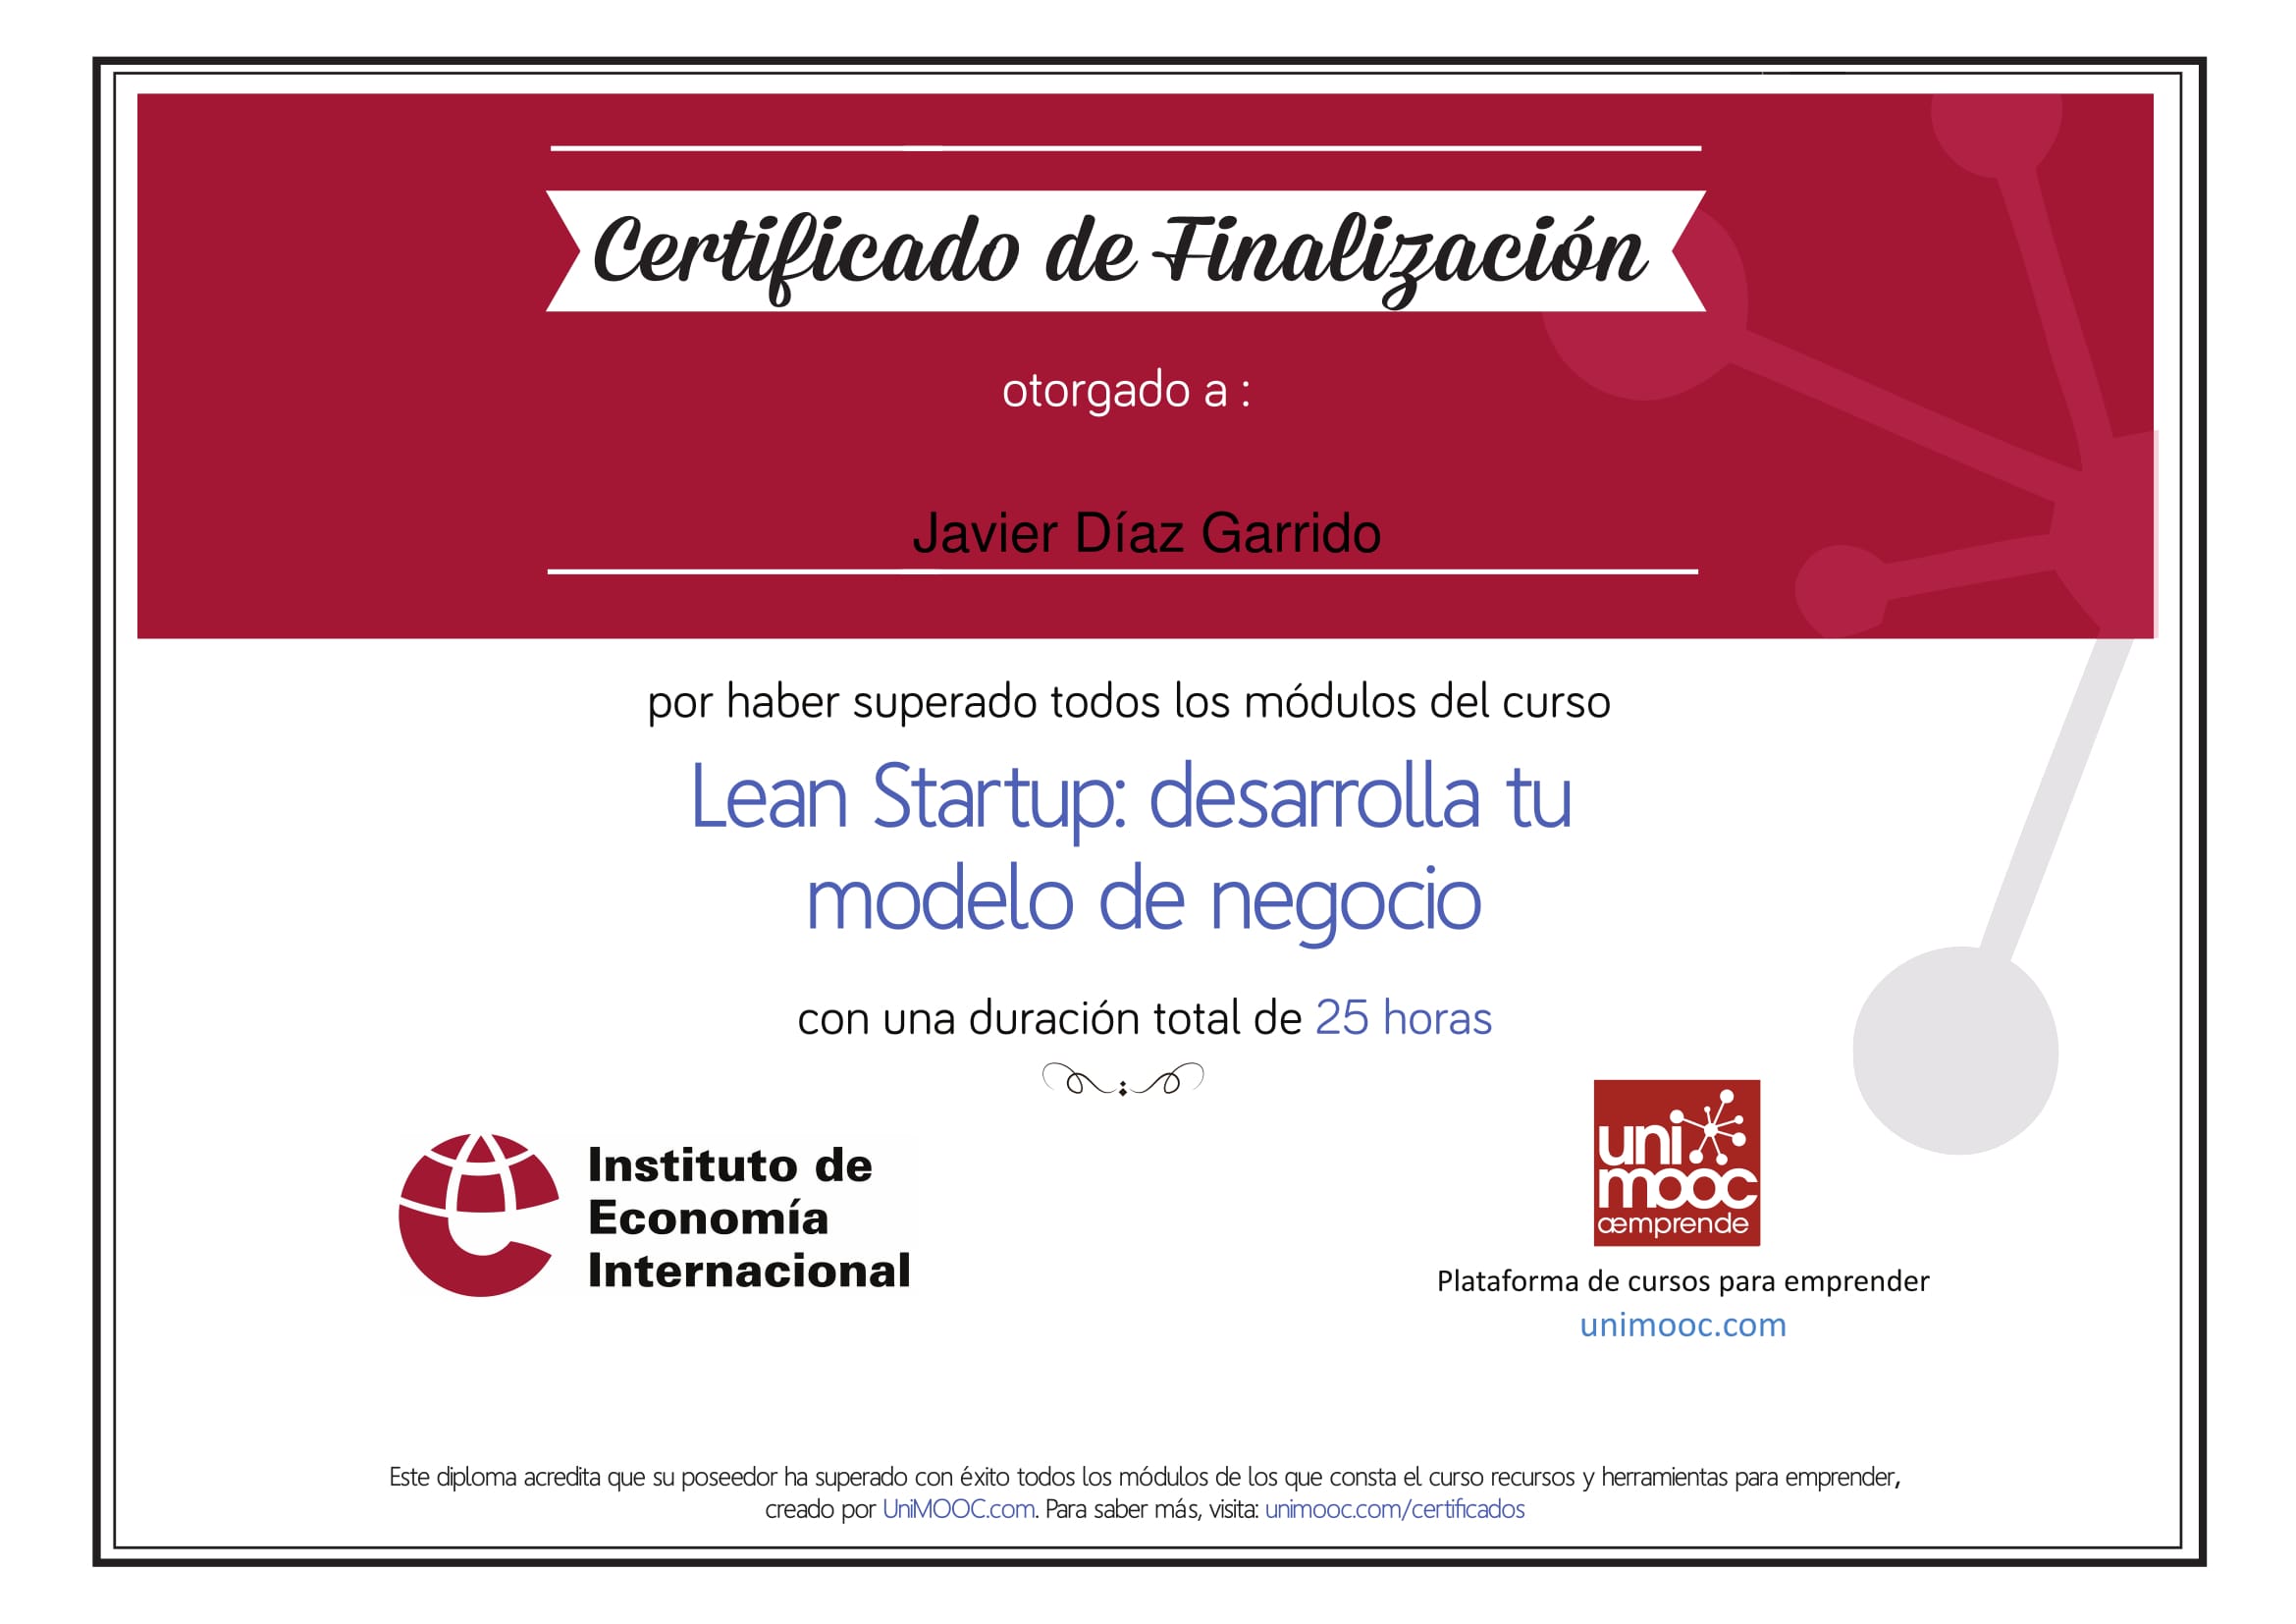 Certificado de Finalización
otorgado a :
Javier Díaz Garrido
por haber superado todos los módulos del curso
Lean Startup: desarrolla tu
modelo de negocio
con una duración total de 25 horas
Instituto de
Economía
Internacional
uni
mooc
æmprende
Plataforma de cursos para emprender
unimooc.com
Este diploma acredita que su poseedor ha superado con éxito todos los módulos de los que consta el curso recursos y herramientas para emprender,
creado por UniMOOC.com. Para saber más, visita: unimooc.com/certificados